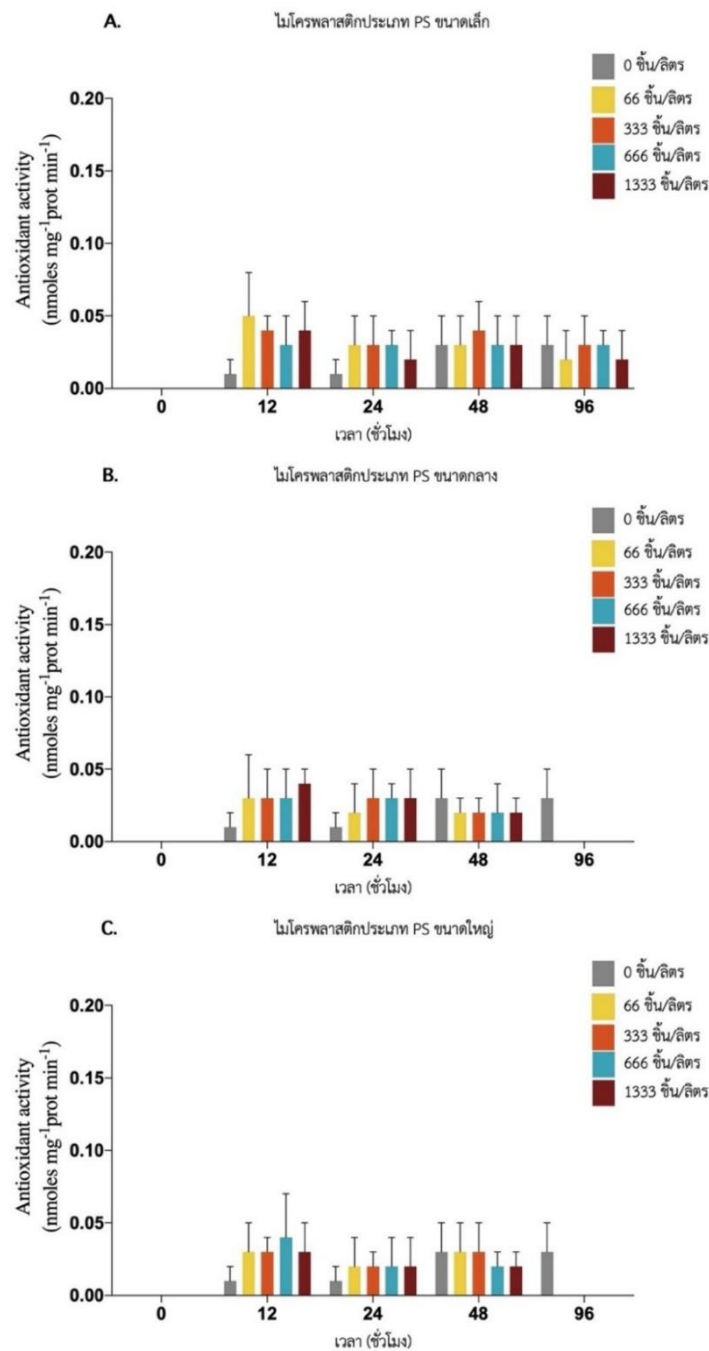 A.
ไมโครพลาสติกประเภท PS ขนาดเล็ก
0 ชิ้น/ลิตร
66 ชิ้น/ลิตร
333 ชิ้น/ลิตร
666 ชิ้น/ลิตร
1333 ชิ้น/ลิตร
Antioxidant activity
(nmoles mg⁻¹prot min⁻¹)
0.20
0.15
0.10
0.05
0.00
0 12 24 48 96
เวลา (ชั่วโมง)
B.
ไมโครพลาสติกประเภท PS ขนาดกลาง
0 ชิ้น/ลิตร
66 ชิ้น/ลิตร
333 ชิ้น/ลิตร
666 ชิ้น/ลิตร
1333 ชิ้น/ลิตร
Antioxidant activity
(nmoles mg⁻¹prot min⁻¹)
0.20
0.15
0.10
0.05
0.00
0 12 24 48 96
เวลา (ชั่วโมง)
C.
ไมโครพลาสติกประเภท PS ขนาดใหญ่
0 ชิ้น/ลิตร
66 ชิ้น/ลิตร
333 ชิ้น/ลิตร
666 ชิ้น/ลิตร
1333 ชิ้น/ลิตร
Antioxidant activity
(nmoles mg⁻¹prot min⁻¹)
0.20
0.15
0.10
0.05
0.00
0 12 24 48 96
เวลา (ชั่วโมง)